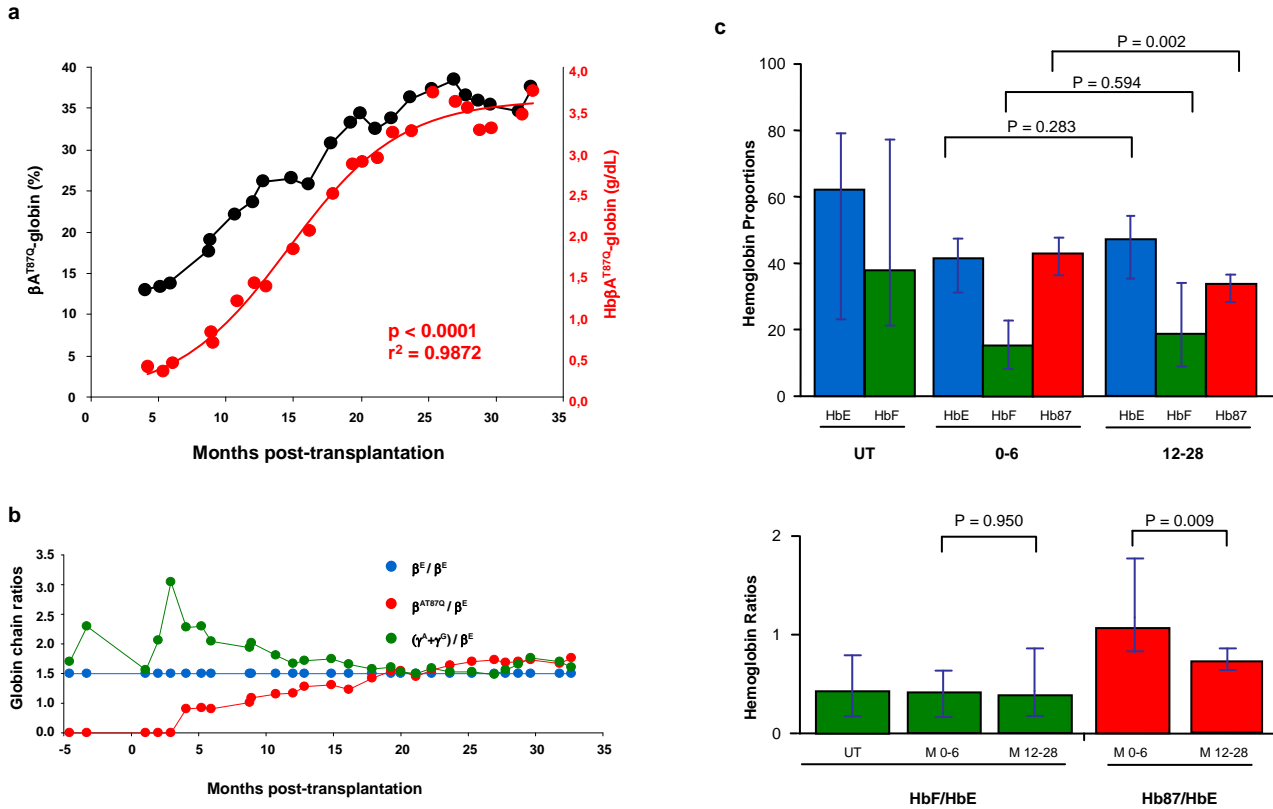 a
40
35
30
25
20
15
10
5
0
βA^T87Q-globin (%)
4,0
3,5
3,0
2,5
2,0
1,5
1,0
0,5
0,0
HbβA^T87Q-globin (g/dL)
p < 0.0001
r² = 0.9872
0 5 10 15 20 25 30 35
Months post-transplantation
b
3.5
3.0
2.5
2.0
1.5
1.0
0.5
0.0
Globin chain ratios
β^E / β^E
β^AT87Q / β^E
(γ^A+γ^G) / β^E
-5 0 5 10 15 20 25 30 35
Months post-transplantation
c
P = 0.002
P = 0.594
P = 0.283
100
80
60
40
20
0
Hemoglobin Proportions
HbE HbF HbE HbF Hb87 HbE HbF Hb87
UT 0-6 12-28
P = 0.950 P = 0.009
2
1
0
Hemoglobin Ratios
UT M 0-6 M 12-28 M 0-6 M 12-28
HbF/HbE Hb87/HbE